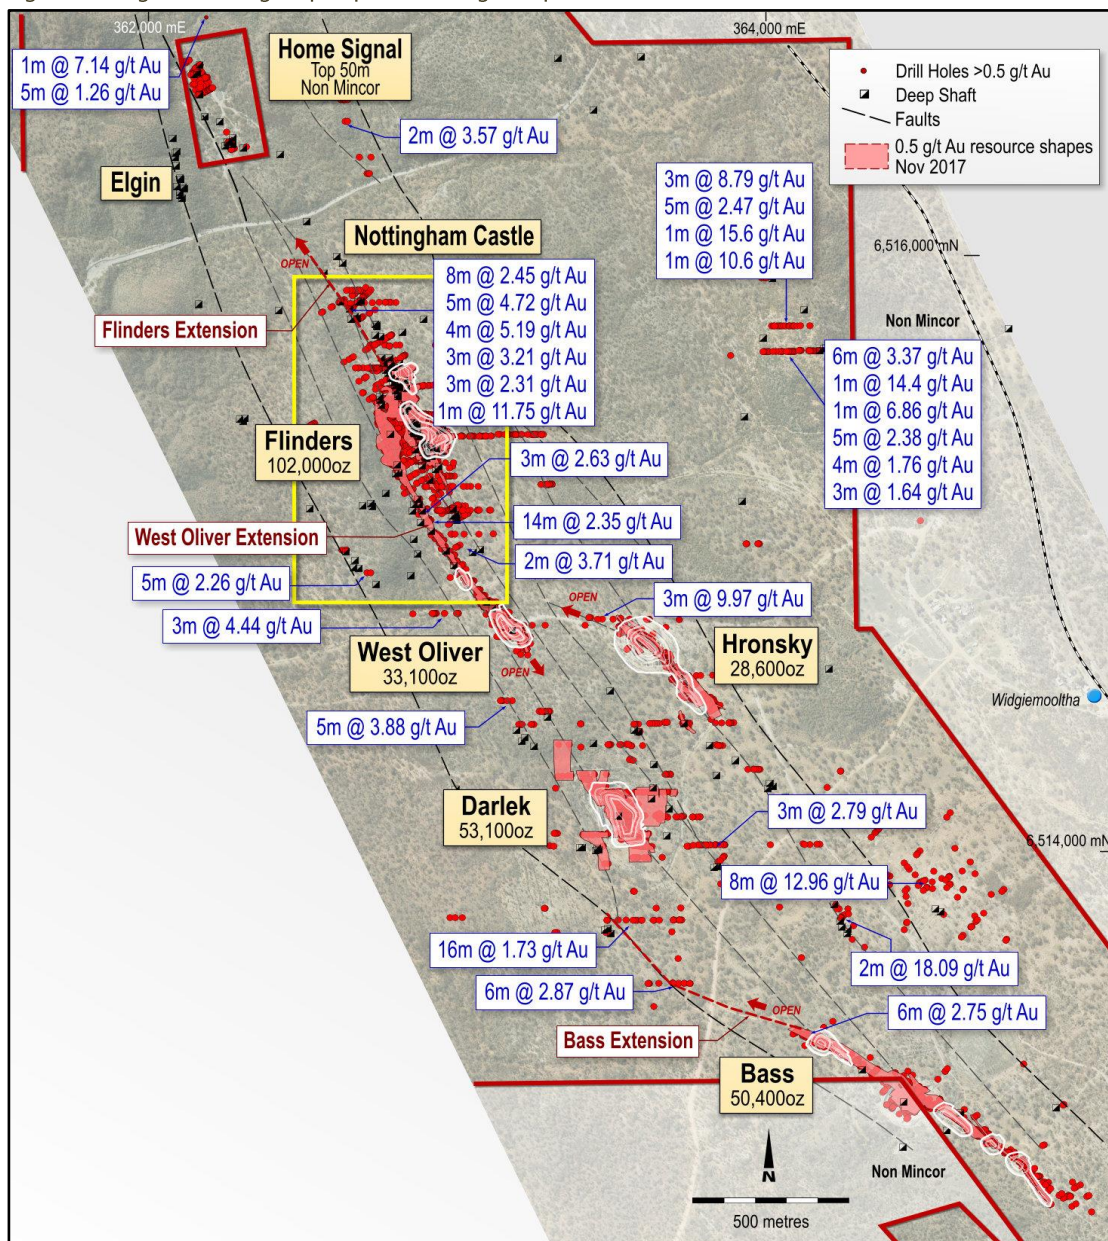 362,000 mE
364,000 mE
1m @ 7.14 g/t Au
5m @ 1.26 g/t Au
Home Signal
Top 50m
Non Mincor
2m @ 3.57 g/t Au
Drill Holes >0.5 g/t Au
Deep Shaft
Faults
0.5 g/t Au resource shapes
Nov 2017
Elgin
3m @ 8.79 g/t Au
5m @ 2.47 g/t Au
1m @ 15.6 g/t Au
1m @ 10.6 g/t Au
6,516,000 mN
Nottingham Castle
OPEN
8m @ 2.45 g/t Au
5m @ 4.72 g/t Au
4m @ 5.19 g/t Au
3m @ 3.21 g/t Au
3m @ 2.31 g/t Au
1m @ 11.75 g/t Au
Flinders Extension
Non Mincor
6m @ 3.37 g/t Au
1m @ 14.4 g/t Au
1m @ 6.86 g/t Au
5m @ 2.38 g/t Au
4m @ 1.76 g/t Au
3m @ 1.64 g/t Au
Flinders
102,000oz
3m @ 2.63 g/t Au
14m @ 2.35 g/t Au
West Oliver Extension
2m @ 3.71 g/t Au
5m @ 2.26 g/t Au
3m @ 9.97 g/t Au
OPEN
3m @ 4.44 g/t Au
West Oliver
33,100oz
OPEN
Hronsky
28,600oz
Widgiemooltha
5m @ 3.88 g/t Au
Darlek
53,100oz
3m @ 2.79 g/t Au
6,514,000 mN
8m @ 12.96 g/t Au
16m @ 1.73 g/t Au
2m @ 18.09 g/t Au
6m @ 2.87 g/t Au
OPEN
6m @ 2.75 g/t Au
Bass Extension
Bass
50,400oz
N
Non Mincor
500 metres